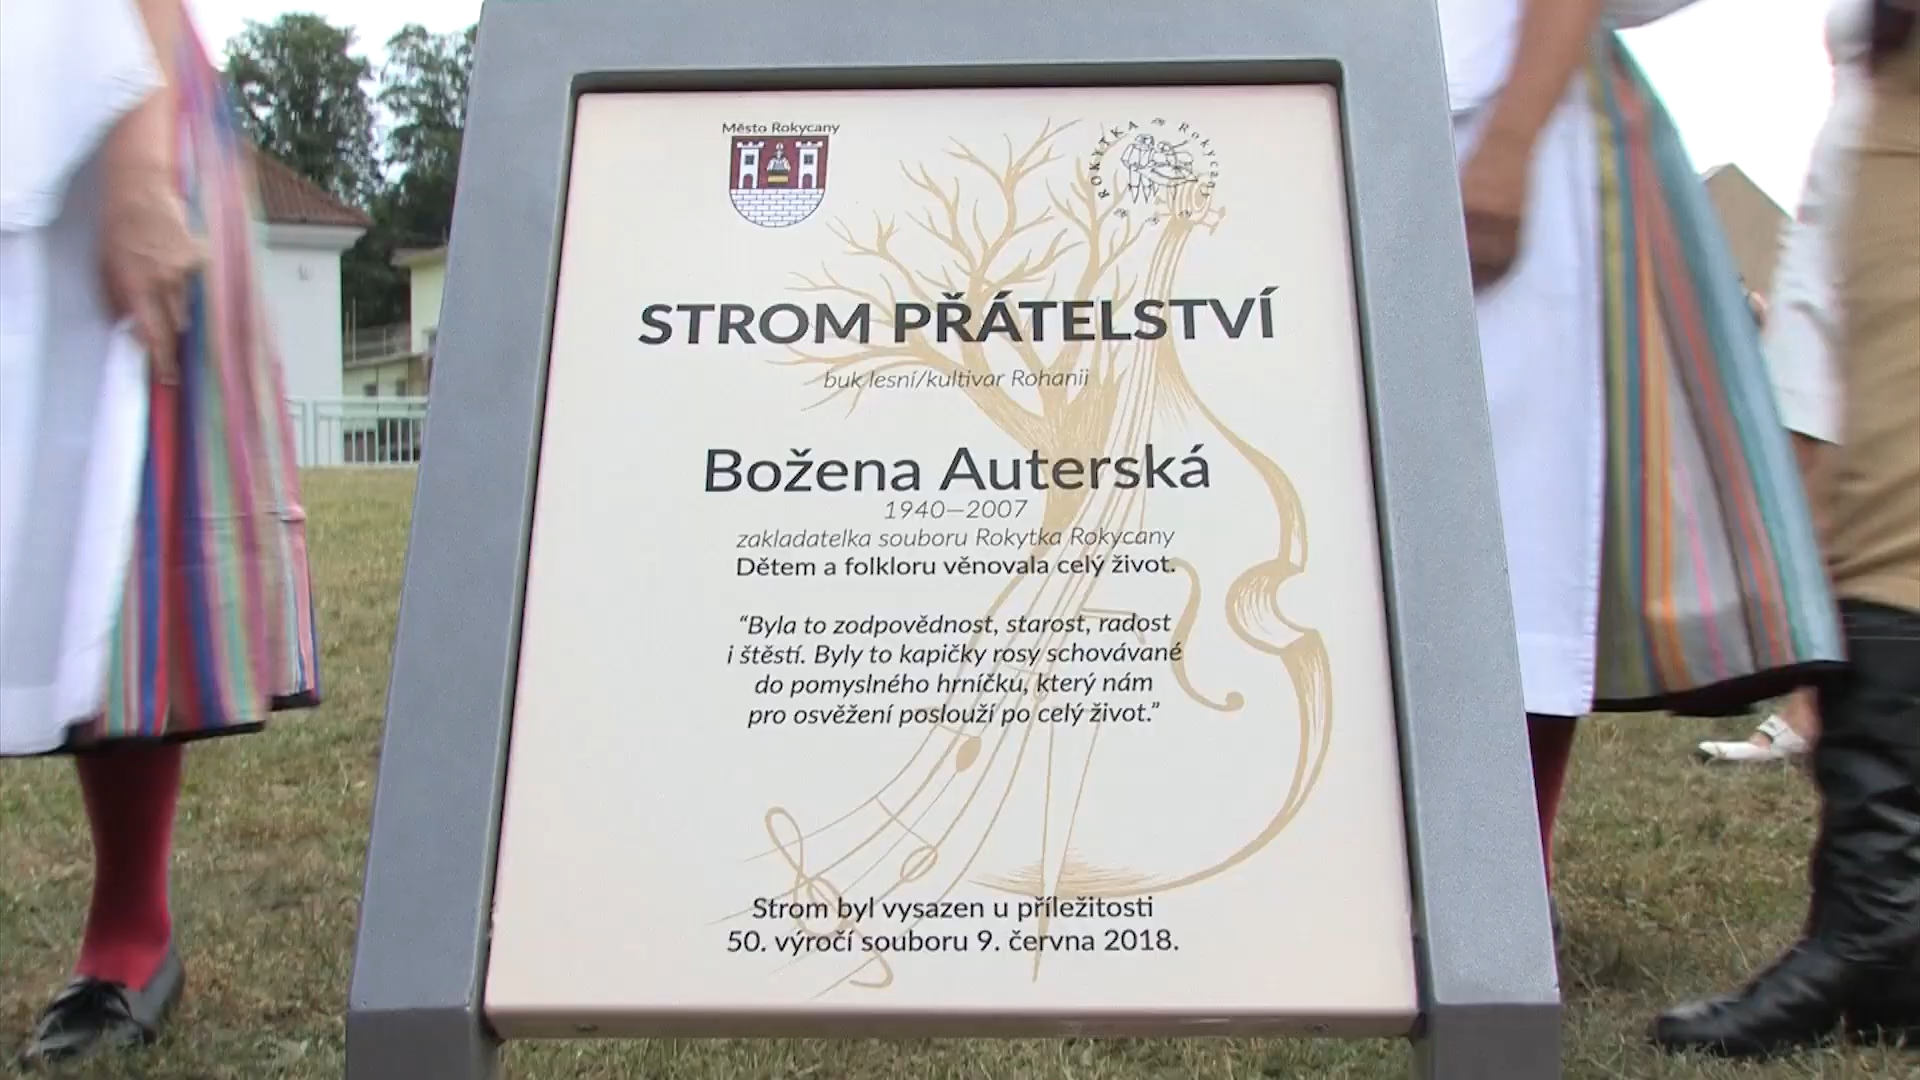 Město Rokycany
ROKYTKA Rokycany
STROM PŘÁTELSTVÍ
buk lesní/kultivar Rohanii
Božena Auterská
1940—2007
zakladatelka souboru Rokytka Rokycany
Dětem a folkloru věnovala celý život.
“Byla to zodpovědnost, starost, radost
i štěstí. Byly to kapičky rosy schovávané
do pomyslného hrníčku, který nám
pro osvěžení poslouží po celý život.”
Strom byl vysazen u příležitosti
50. výročí souboru 9. června 2018.